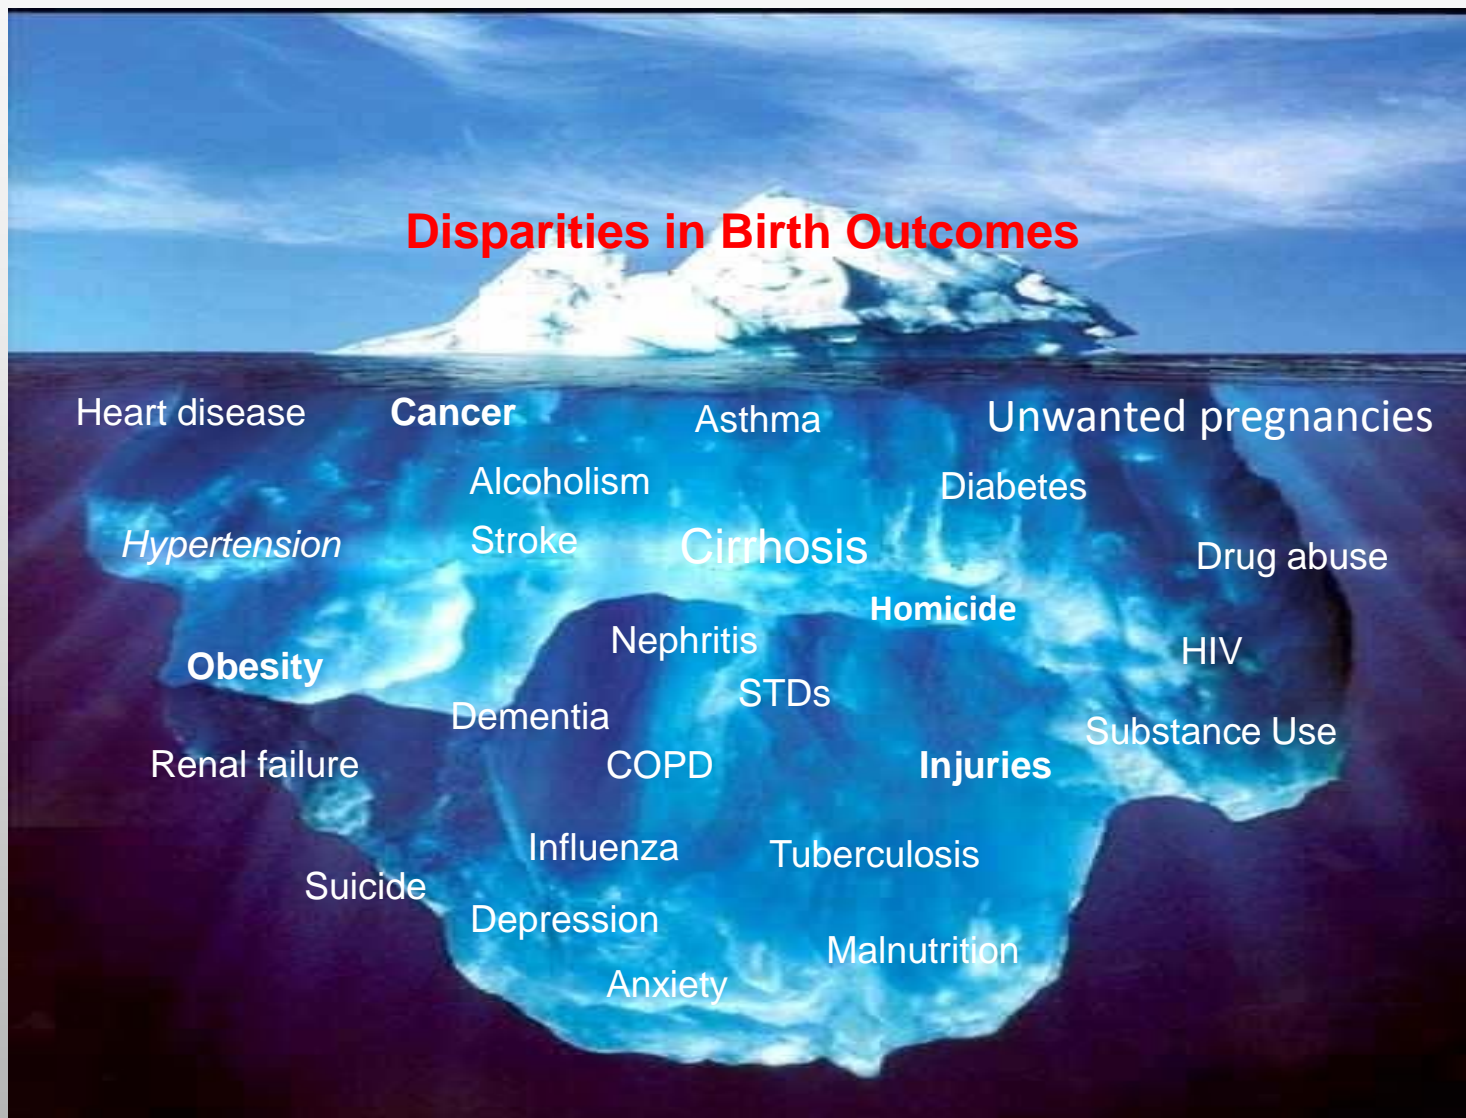 Disparities in Birth Outcomes
Heart disease
Cancer
Asthma
Unwanted pregnancies
Alcoholism
Diabetes
Hypertension
Stroke
Cirrhosis
Drug abuse
Homicide
Nephritis
HIV
Obesity
STDs
Dementia
Substance Use
Renal failure
COPD
Injuries
Influenza
Tuberculosis
Suicide
Depression
Malnutrition
Anxiety